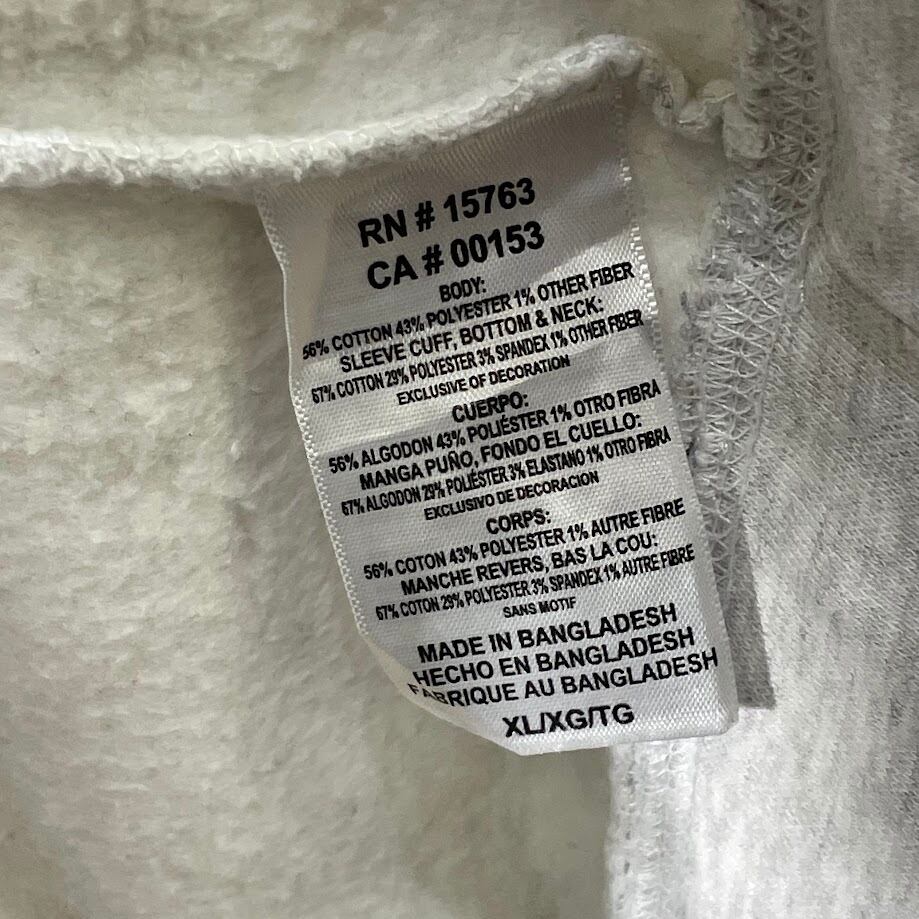 RN # 15763
CA # 00153
BODY:
56% COTTON 43% POLYESTER 1% OTHER FIBER
SLEEVE CUFF, BOTTOM & NECK:
67% COTTON 29% POLYESTER 3% SPANDEX 1% OTHER FIBER
EXCLUSIVE OF DECORATION
CUERPO:
56% ALGODON 43% POLIÉSTER 1% OTRO FIBRA
MANGA PUÑO, FONDO EL CUELLO:
67% ALGODON 29% POLIÉSTER 3% ELASTANO 1% OTRO FIBRA
EXCLUSIVO DE DECORACION
CORPS:
56% COTON 43% POLYESTER 1% AUTRE FIBRE
MANCHE REVERS, BAS LA COU:
67% COTON 29% POLYESTER 3% SPANDEX 1% AUTRE FIBRE
SANS MOTIF
MADE IN BANGLADESH
HECHO EN BANGLADESH
FABRIQUE AU BANGLADESH
XL/XG/TG